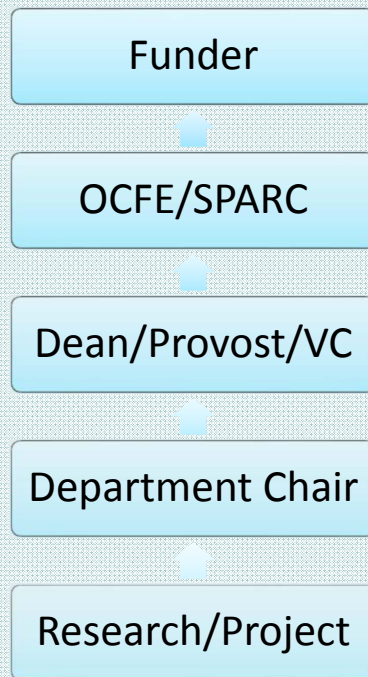 Funder
OCFE/SPARC
Dean/Provost/VC
Department Chair
Research/Project